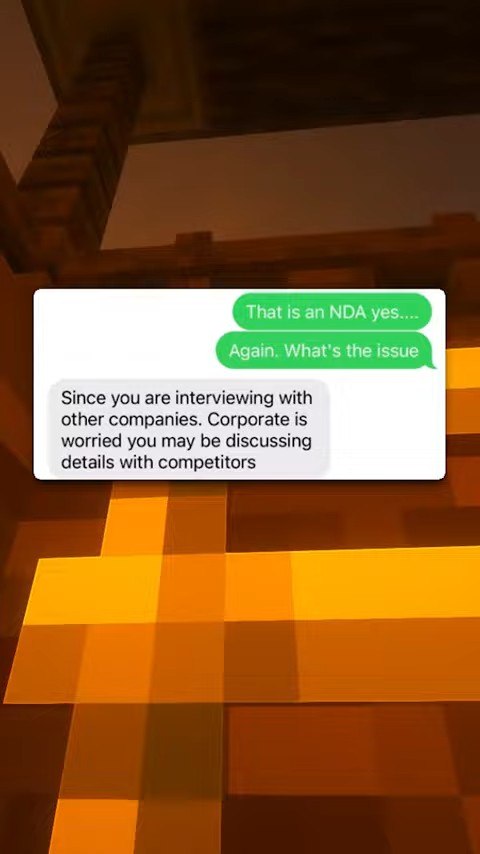 That is an NDA yes....
Again. What's the issue
Since you are interviewing with
other companies. Corporate is
worried you may be discussing
details with competitors